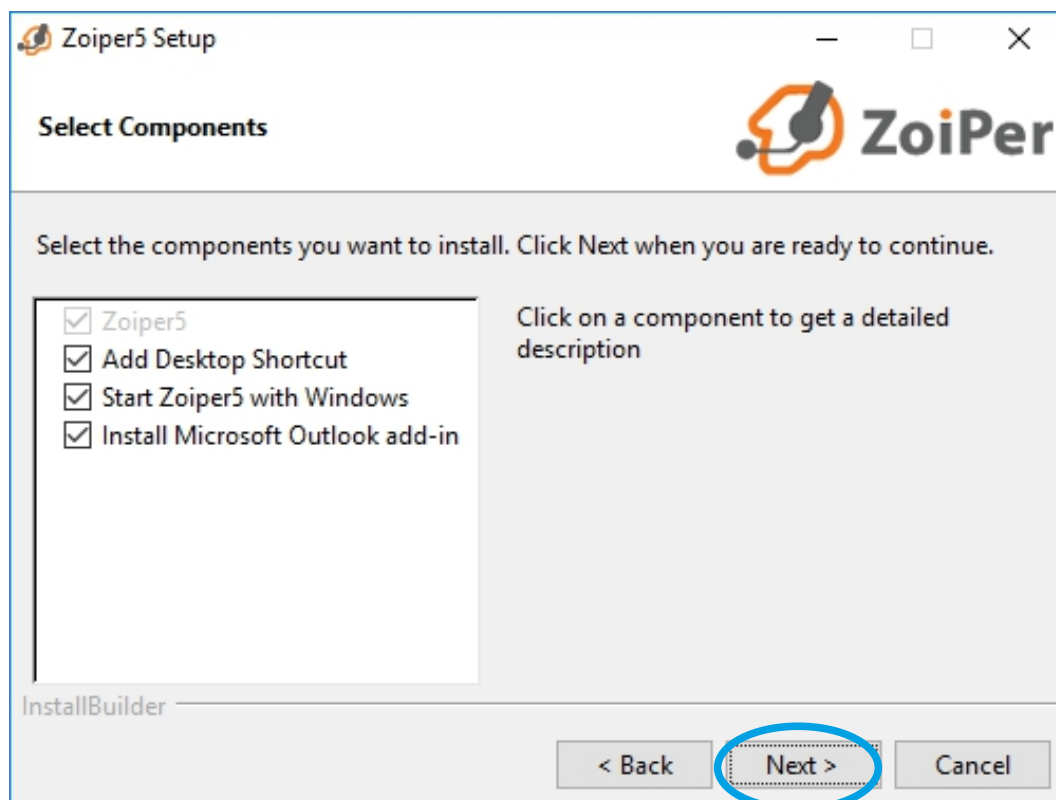 Zoiper5 Setup
Select Components
ZoiPer
Select the components you want to install. Click Next when you are ready to continue.
Zoiper5
Add Desktop Shortcut
Start Zoiper5 with Windows
Install Microsoft Outlook add-in
Click on a component to get a detailed
description
InstallBuilder
< Back
Next >
Cancel